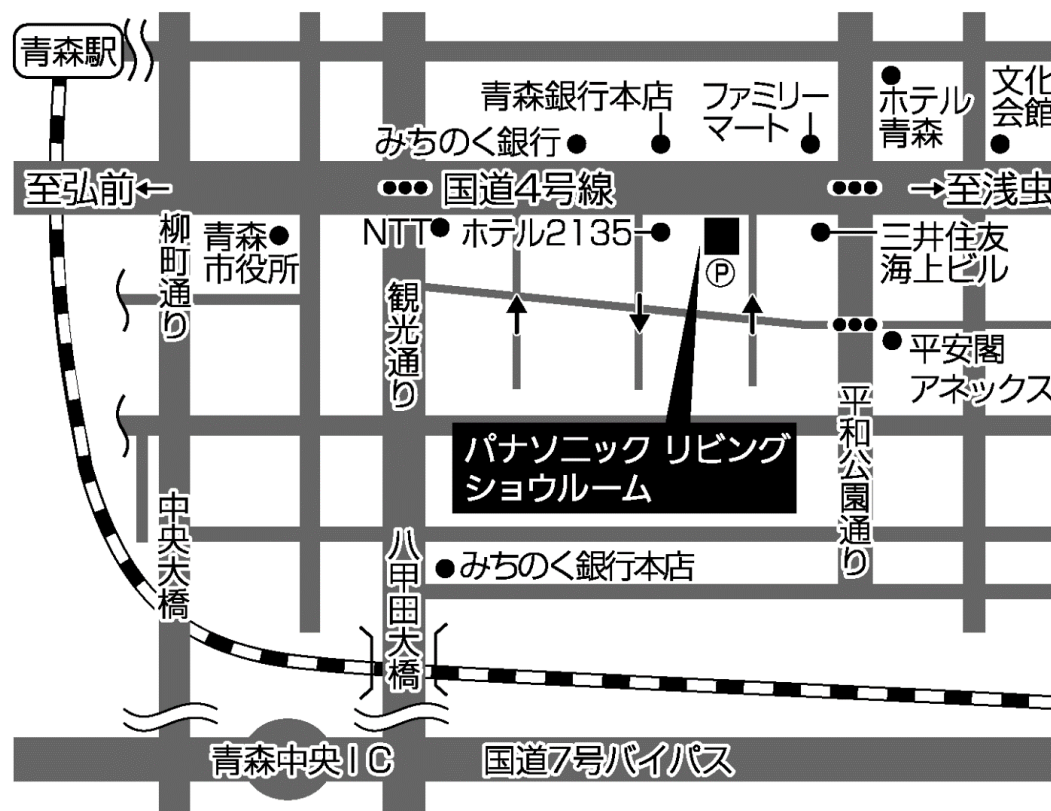 青森駅
青森銀行本店
ファミリー
マート
ホテル
青森
文化
会館
みちのく銀行
至弘前←
国道4号線
→至浅虫
柳町通り
青森
市役所
NTT
ホテル2135
P
三井住友
海上ビル
観光通り
平安閣
アネックス
パナソニック リビング
ショウルーム
平和公園通り
中央大橋
八甲田大橋
みちのく銀行本店
青森中央IC
国道7号バイパス